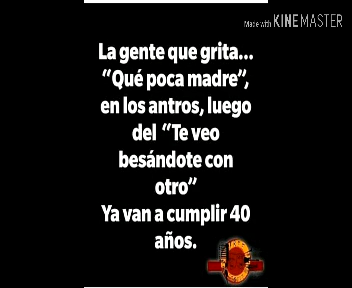 Made with KINEMASTER
La gente que grita...
"Qué poca madre",
en los antros, luego
del "Te veo
besándote con
otro"
Ya van a cumplir 40
años.